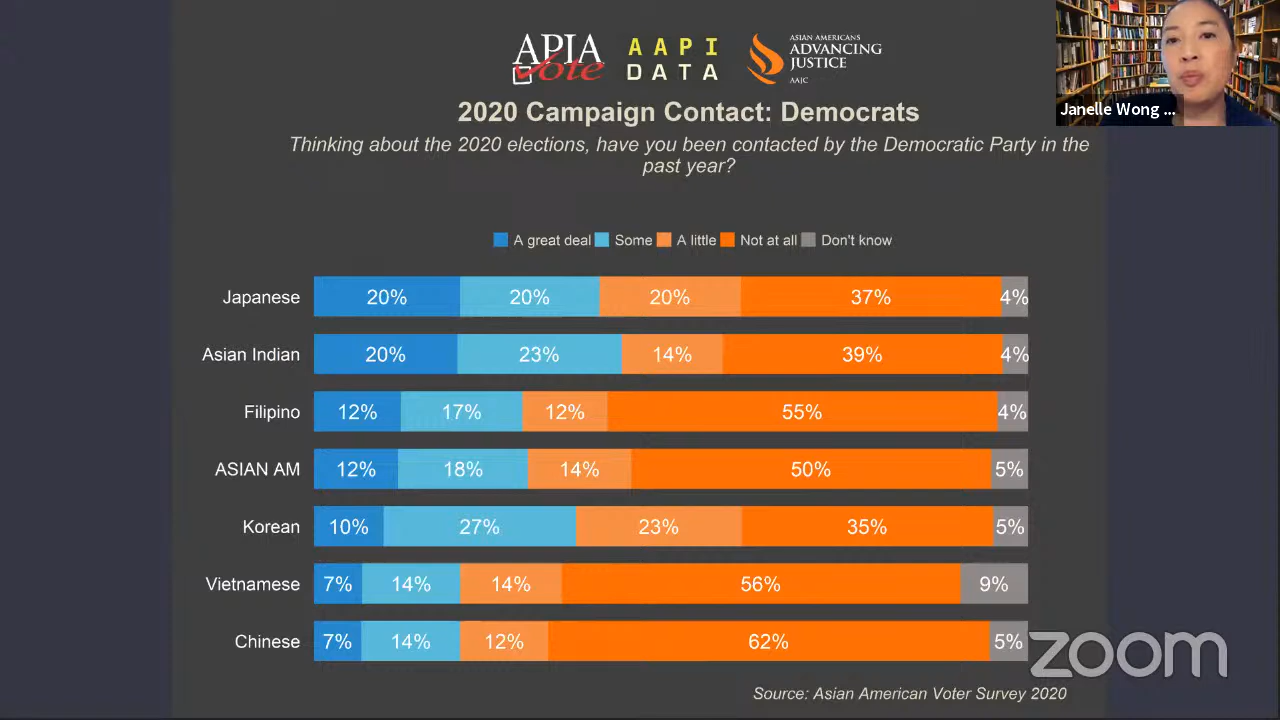 APIA
Vote
AAPI
DATA
ASIAN AMERICANS
ADVANCING
JUSTICE
AAJC
Janelle Wong ...
2020 Campaign Contact: Democrats
Thinking about the 2020 elections, have you been contacted by the Democratic Party in the
past year?
A great deal Some A little Not at all Don't know
Japanese 20% 20% 20% 37% 4%
Asian Indian 20% 23% 14% 39% 4%
Filipino 12% 17% 12% 55% 4%
ASIAN AM 12% 18% 14% 50% 5%
Korean 10% 27% 23% 35% 5%
Vietnamese 7% 14% 14% 56% 9%
Chinese 7% 14% 12% 62% 5%
zoom
Source: Asian American Voter Survey 2020